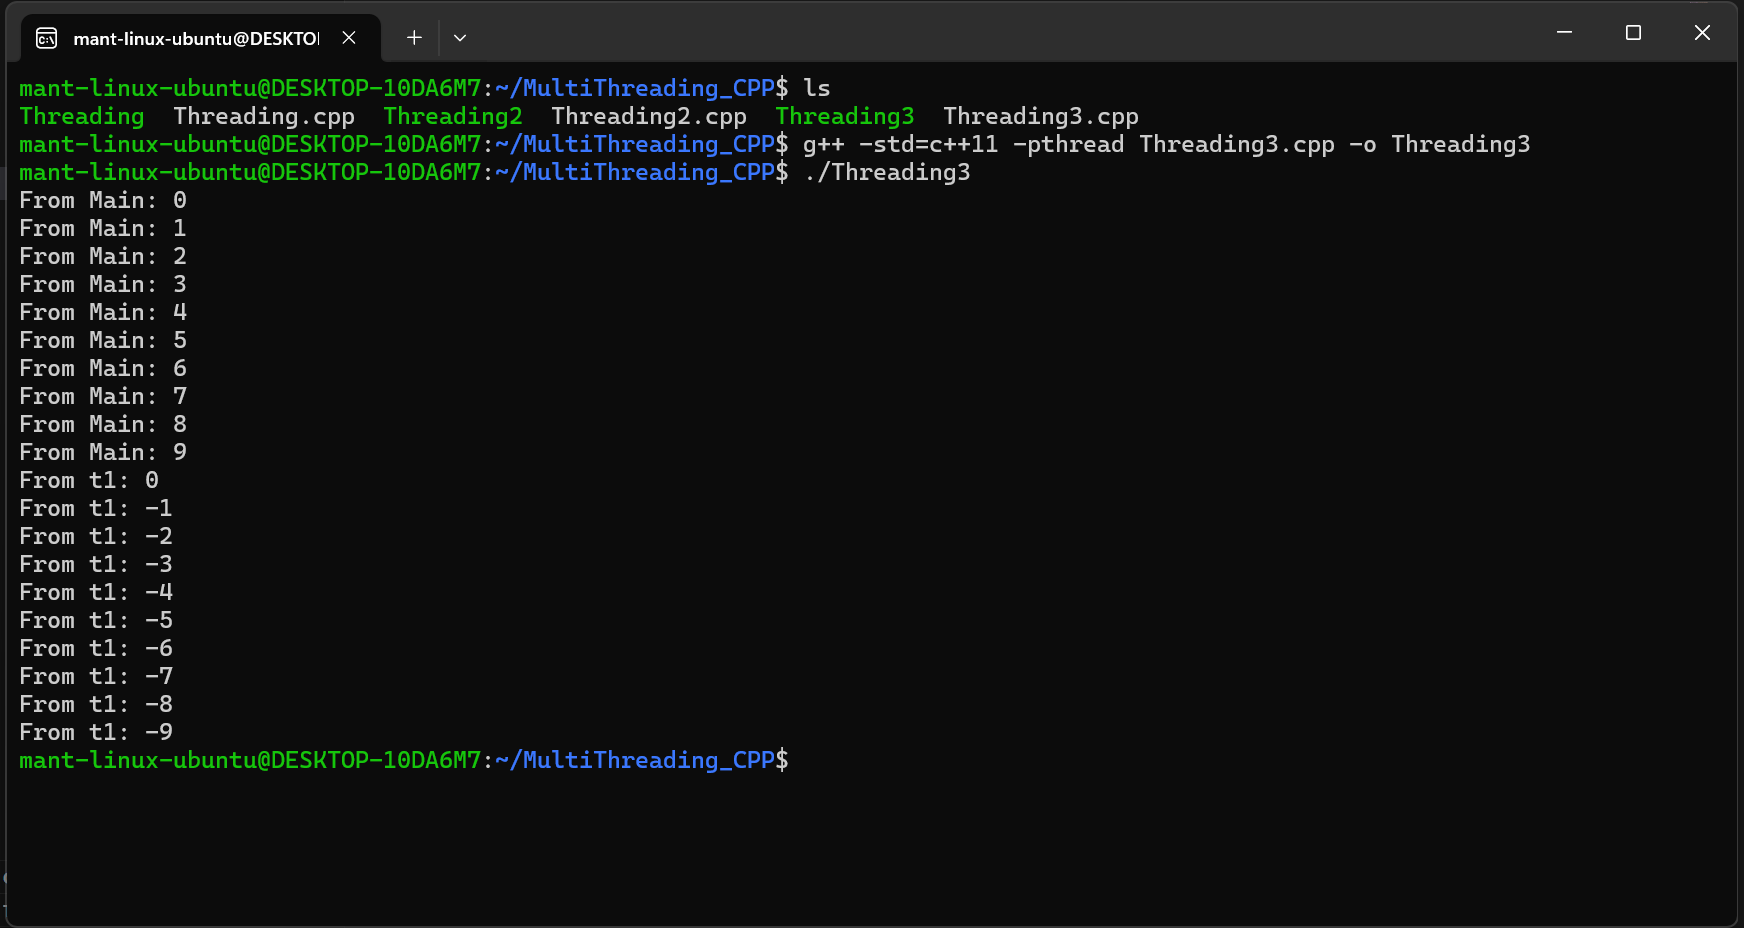 mant-linux-ubuntu@DESKTO
mant-linux-ubuntu@DESKTOP-10DA6M7:~/MultiThreading_CPP$ ls
Threading  Threading.cpp  Threading2  Threading2.cpp  Threading3  Threading3.cpp
mant-linux-ubuntu@DESKTOP-10DA6M7:~/MultiThreading_CPP$ g++ -std=c++11 -pthread Threading3.cpp -o Threading3
mant-linux-ubuntu@DESKTOP-10DA6M7:~/MultiThreading_CPP$ ./Threading3
From Main: 0
From Main: 1
From Main: 2
From Main: 3
From Main: 4
From Main: 5
From Main: 6
From Main: 7
From Main: 8
From Main: 9
From t1: 0
From t1: -1
From t1: -2
From t1: -3
From t1: -4
From t1: -5
From t1: -6
From t1: -7
From t1: -8
From t1: -9
mant-linux-ubuntu@DESKTOP-10DA6M7:~/MultiThreading_CPP$